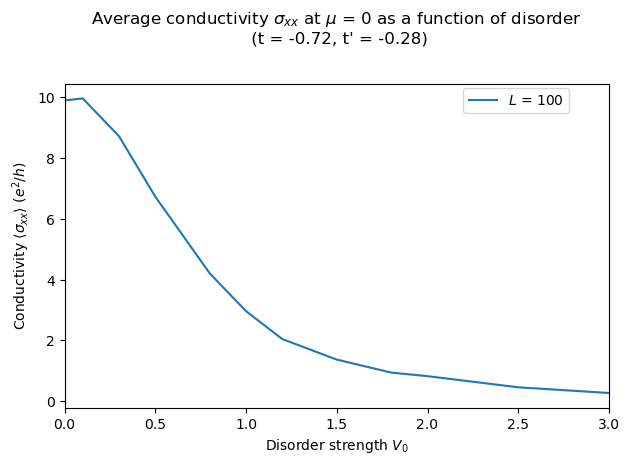 Average conductivity σxx at μ = 0 as a function of disorder
(t = -0.72, t' = -0.28)
L = 100
Conductivity ⟨σxx⟩ (e²/h)
10
8
6
4
2
0
0.0 0.5 1.0 1.5 2.0 2.5 3.0
Disorder strength V₀